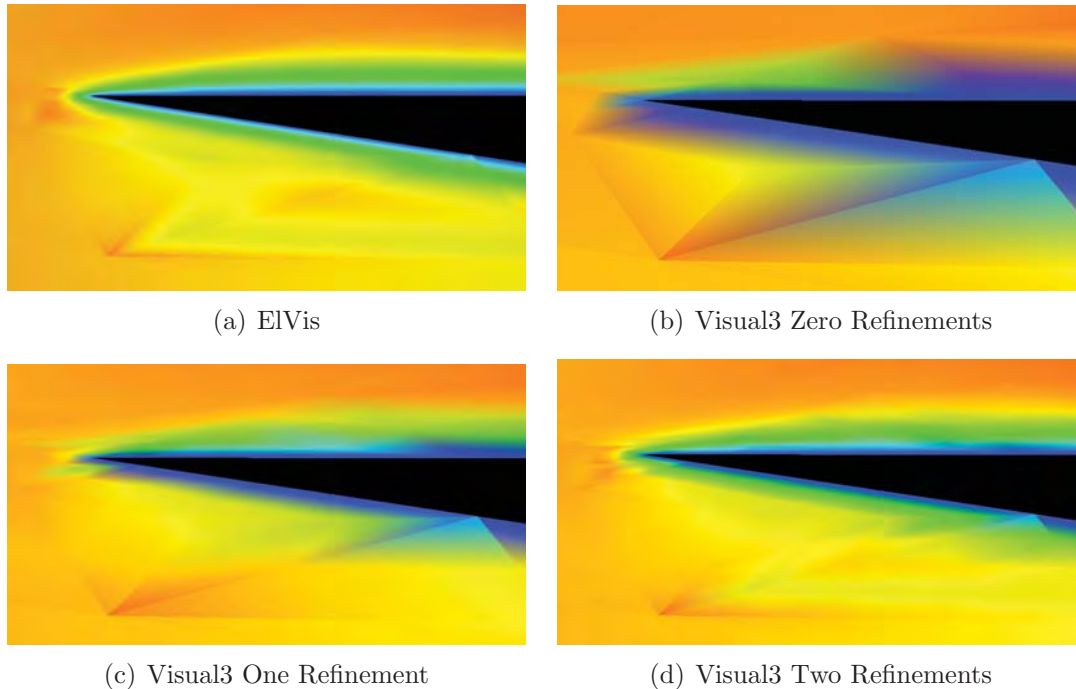 (a) ElVis
(b) Visual3 Zero Refinements
(c) Visual3 One Refinement
(d) Visual3 Two Refinements